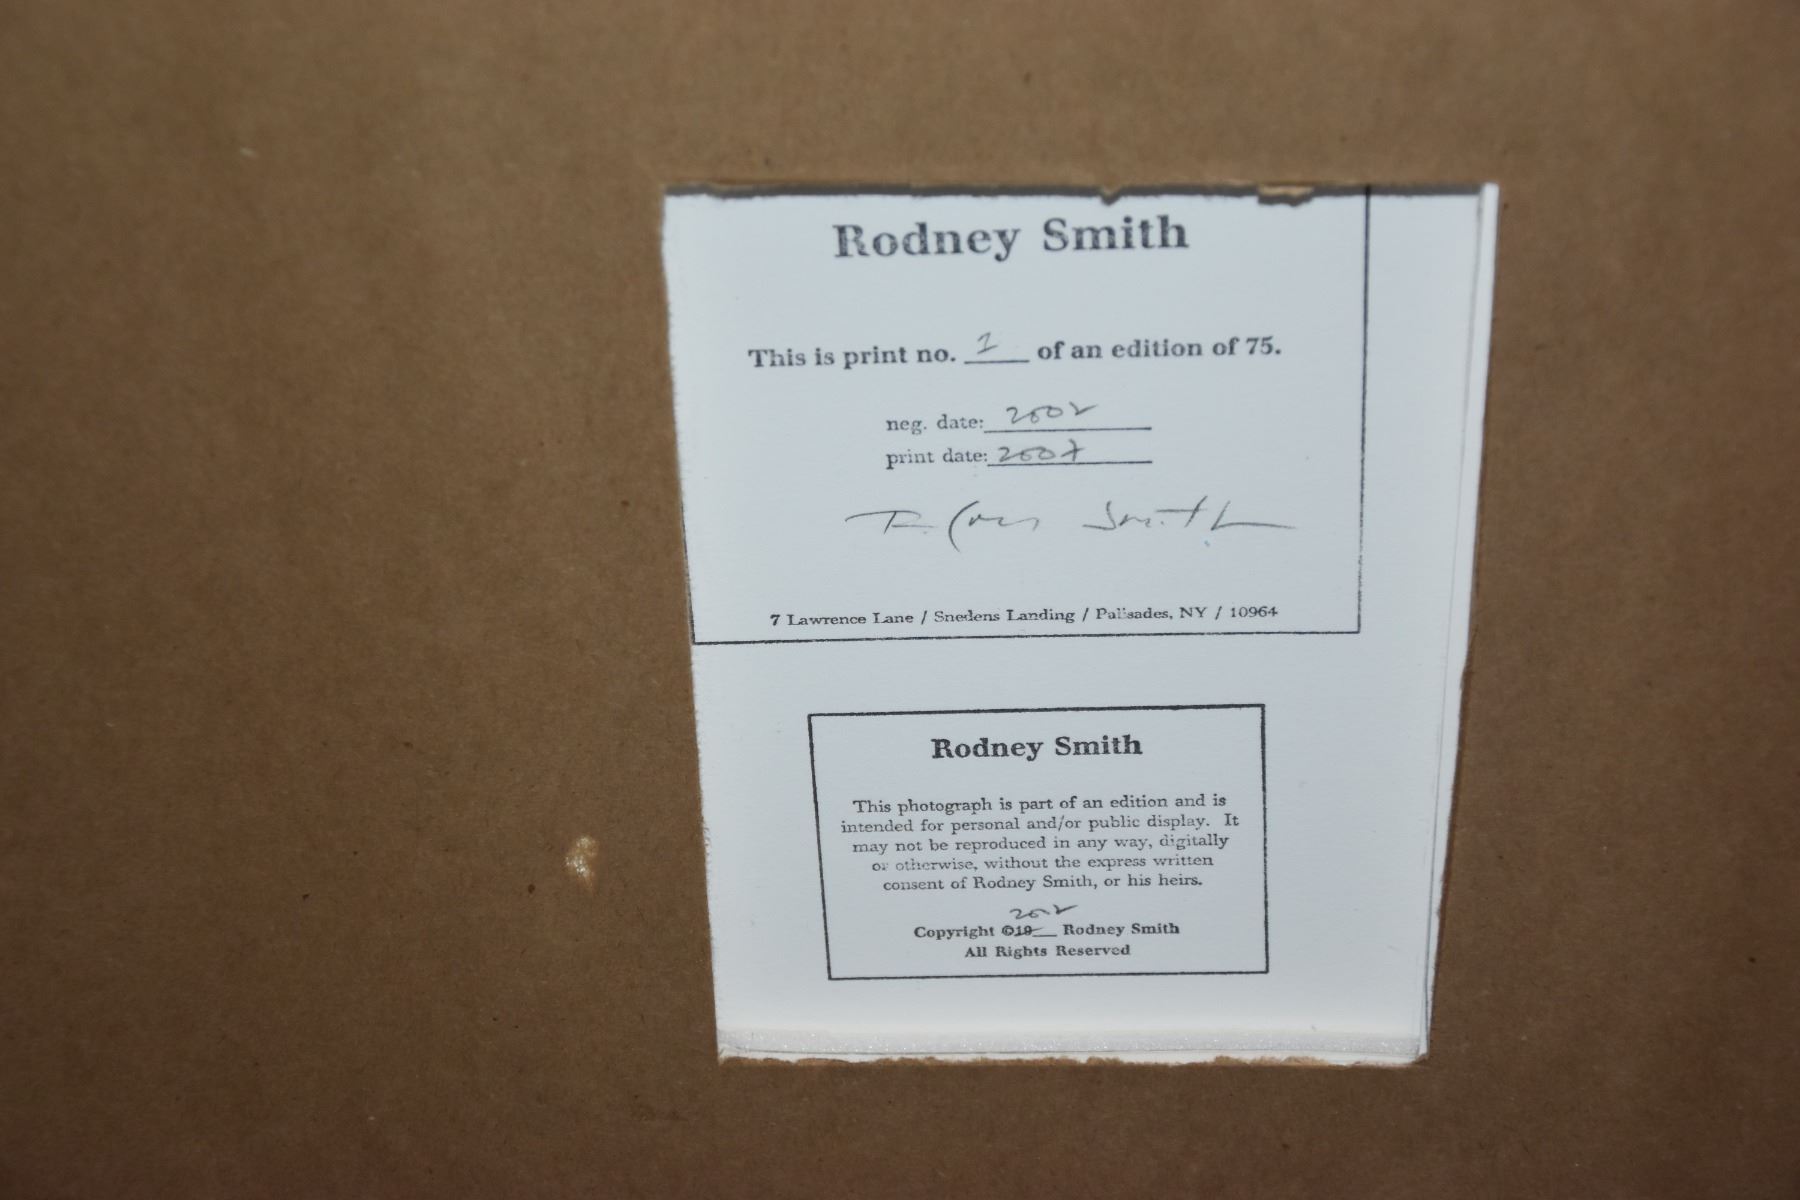 Rodney Smith
This is print no. 1 of an edition of 75.
neg. date: 2002
print date: 2007
Rodney Smith
7 Lawrence Lane / Snedens Landing / Palisades, NY / 10964
Rodney Smith
This photograph is part of an edition and is
intended for personal and/or public display. It
may not be reproduced in any way, digitally
or otherwise, without the express written
consent of Rodney Smith, or his heirs.
2002
Copyright ©19__ Rodney Smith
All Rights Reserved